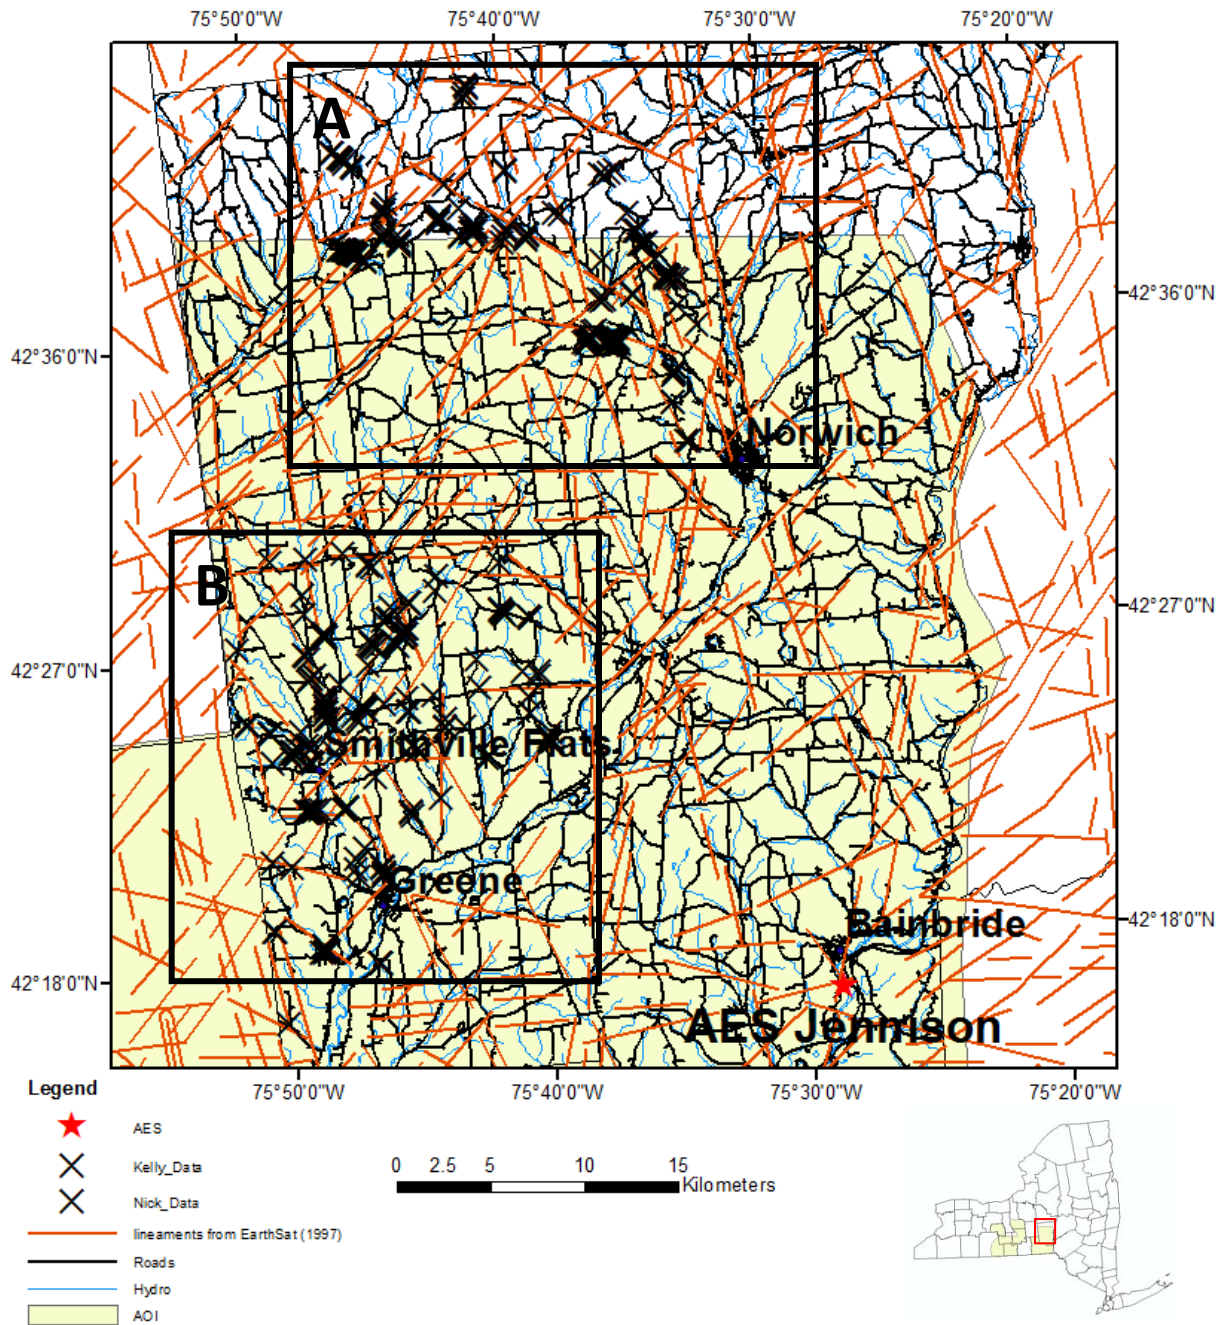 75°50'0"W 75°40'0"W 75°30'0"W 75°20'0"W
A
42°36'0"N
42°36'0"N
Norwich
B
42°27'0"N
42°27'0"N
Smithville Flats
Greene
42°18'0"N
Bainbride
42°18'0"N
AES Jennison
75°50'0"W 75°40'0"W 75°30'0"W 75°20'0"W
Legend
AES
Kelly_Data
Nick_Data
lineaments from EarthSat (1997)
Roads
Hydro
AOI
0 2.5 5 10 15
Kilometers